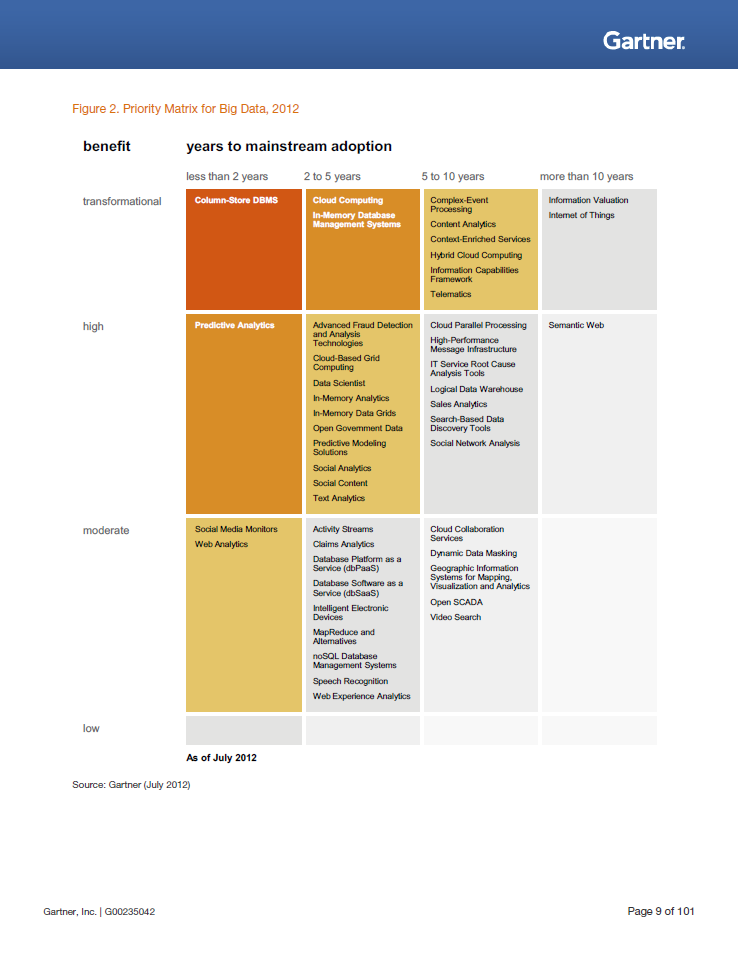 Gartner.
Figure 2. Priority Matrix for Big Data, 2012
benefit
years to mainstream adoption
less than 2 years
2 to 5 years
5 to 10 years
more than 10 years
transformational
Column-Store DBMS
Cloud Computing
In-Memory Database
Management Systems
Complex-Event
Processing
Content Analytics
Context-Enriched Services
Hybrid Cloud Computing
Information Capabilities
Framework
Telematics
Information Valuation
Internet of Things
high
Predictive Analytics
Advanced Fraud Detection
and Analysis
Technologies
Cloud-Based Grid
Computing
Data Scientist
In-Memory Analytics
In-Memory Data Grids
Open Government Data
Predictive Modeling
Solutions
Social Analytics
Social Content
Text Analytics
Cloud Parallel Processing
High-Performance
Message Infrastructure
IT Service Root Cause
Analysis Tools
Logical Data Warehouse
Sales Analytics
Search-Based Data
Discovery Tools
Social Network Analysis
Semantic Web
moderate
Social Media Monitors
Web Analytics
Activity Streams
Claims Analytics
Database Platform as a
Service (dbPaaS)
Database Software as a
Service (dbSaaS)
Intelligent Electronic
Devices
MapReduce and
Alternatives
noSQL Database
Management Systems
Speech Recognition
Web Experience Analytics
Cloud Collaboration
Services
Dynamic Data Masking
Geographic Information
Systems for Mapping,
Visualization and Analytics
Open SCADA
Video Search
low
As of July 2012
Source: Gartner (July 2012)
Gartner, Inc. | G00235042
Page 9 of 101